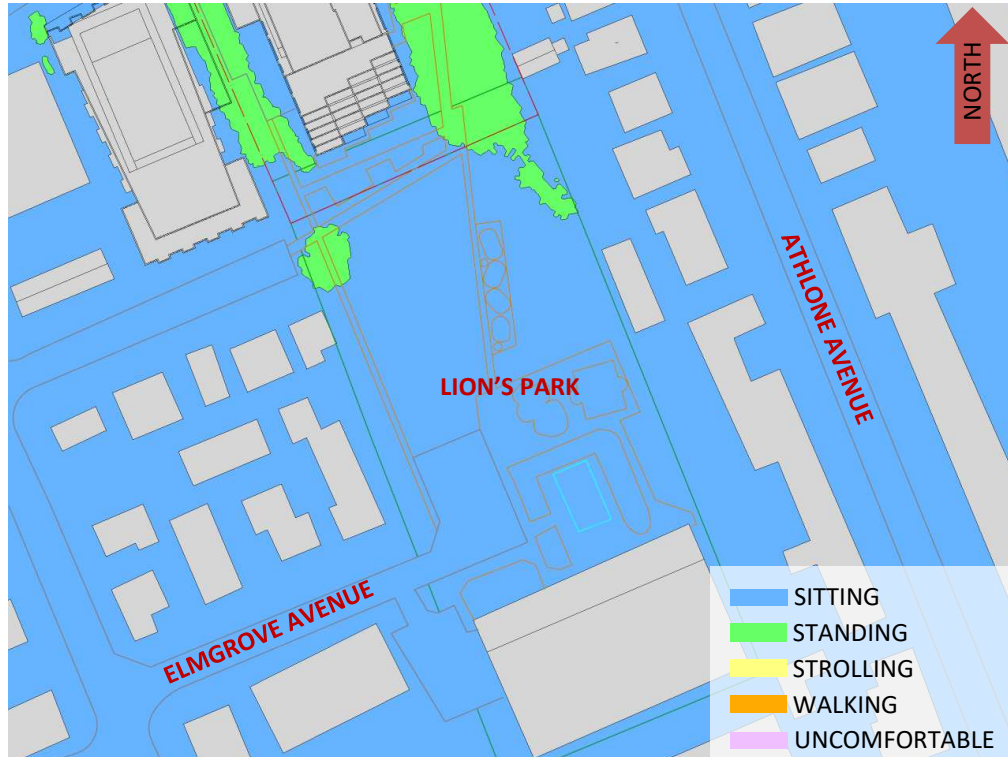 NORTH
ATHLONE AVENUE
LION'S PARK
ELMGROVE AVENUE
SITTING
STANDING
STROLLING
WALKING
UNCOMFORTABLE